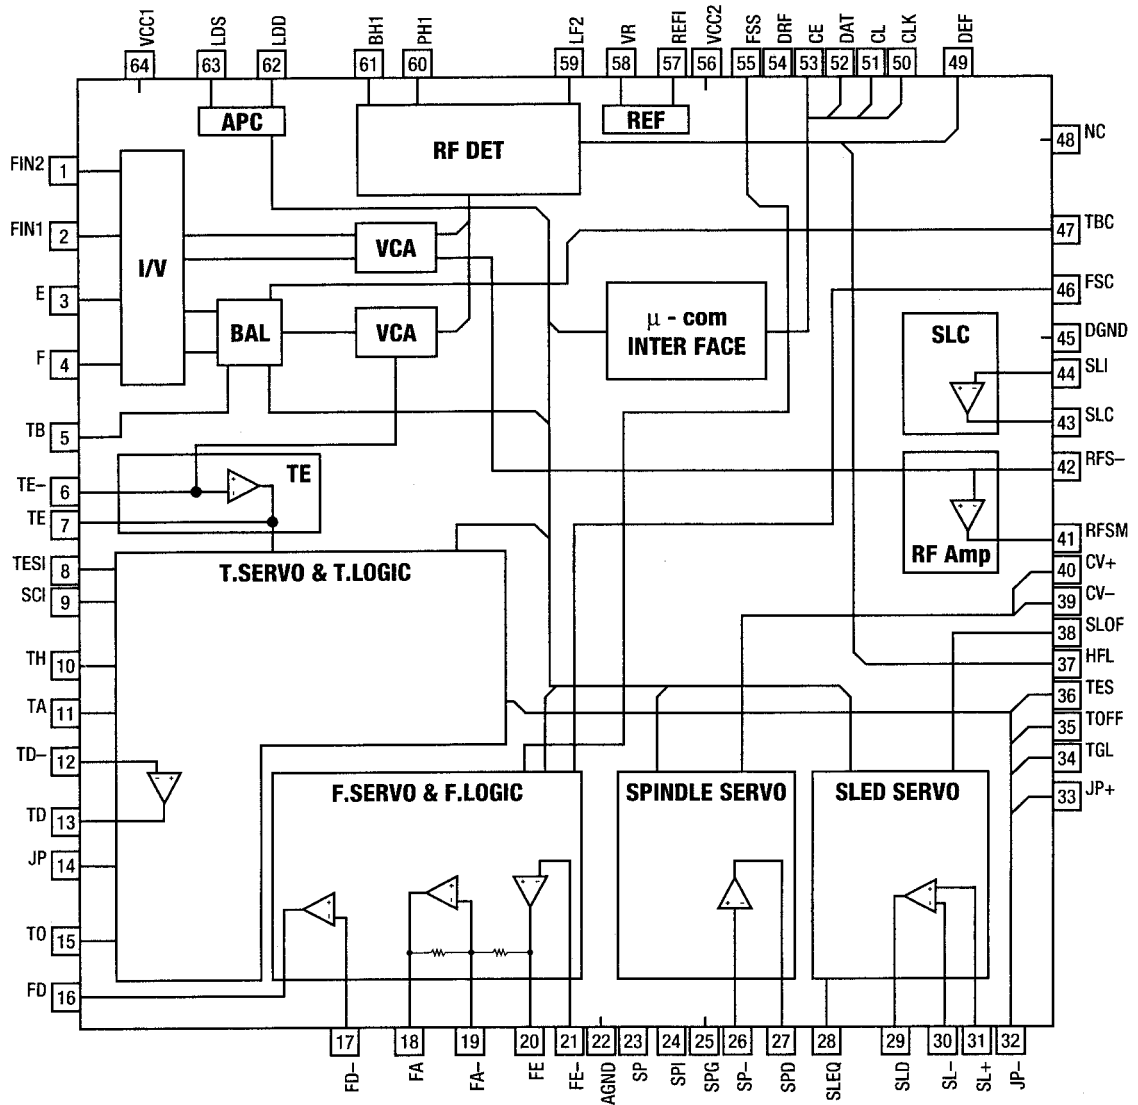 VCC1 LDS LDD BH1 PH1 LF2 VR REFI VCC2 FSS DRF CE DAT CL CLK DEF
64 63 62 61 60 59 58 57 56 55 54 53 52 51 50 49
APC
REF
RF DET
48 NC
FIN2 1
FIN1 2
47 TBC
VCA
I/V
E 3
46 FSC
BAL
VCA
μ - com
INTER FACE
SLC
45 DGND
F 4
44 SLI
+ -
43 SLC
TB 5
42 RFS-
TE
TE- 6
+
-
TE 7
+ -
41 RFSM
RF Amp
T.SERVO & T.LOGIC
TESI 8
40 CV+
SCI 9
39 CV-
38 SLOF
TH 10
37 HFL
36 TES
TA 11
35 TOFF
TD- 12
34 TGL
- +
F.SERVO & F.LOGIC
SPINDLE SERVO
SLED SERVO
33 JP+
TD 13
JP 14
TO 15
FD 16
17 18 19 20 21 22 23 24 25 26 27 28 29 30 31 32
FD- FA FA- FE FE- AGND SP SPI SPG SP- SPD SLEQ SLD SL- SL+ JP-